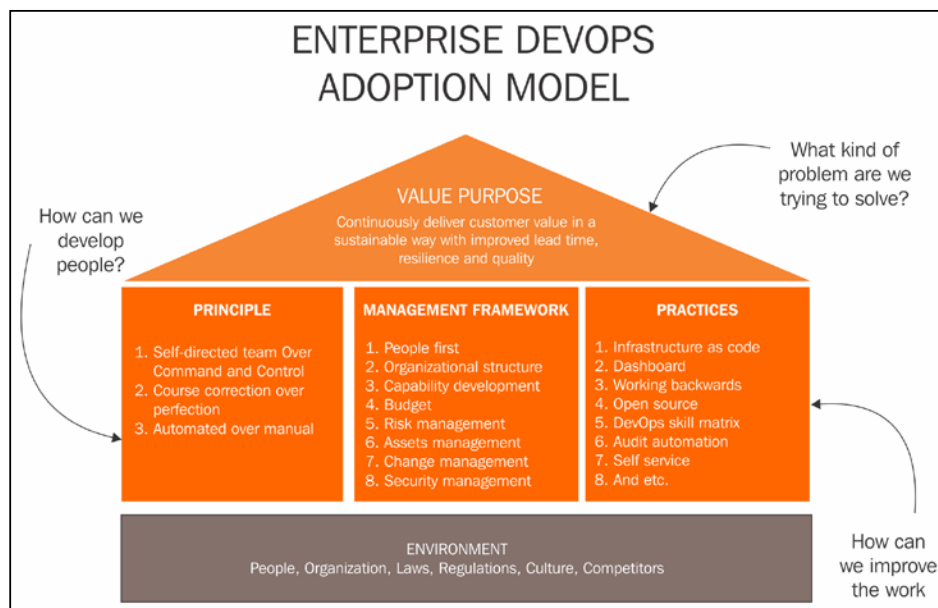 ENTERPRISE DEVOPS
ADOPTION MODEL
What kind of
problem are we
trying to solve?
VALUE PURPOSE
Continuously deliver customer value in a
sustainable way with improved lead time,
resilience and quality
How can we
develop
people?
PRINCIPLE
1. Self-directed team Over
Command and Control
2. Course correction over
perfection
3. Automated over manual
MANAGEMENT FRAMEWORK
1. People first
2. Organizational structure
3. Capability development
4. Budget
5. Risk management
6. Assets management
7. Change management
8. Security management
PRACTICES
1. Infrastructure as code
2. Dashboard
3. Working backwards
4. Open source
5. DevOps skill matrix
6. Audit automation
7. Self service
8. And etc.
ENVIRONMENT
People, Organization, Laws, Regulations, Culture, Competitors
How can
we improve
the work